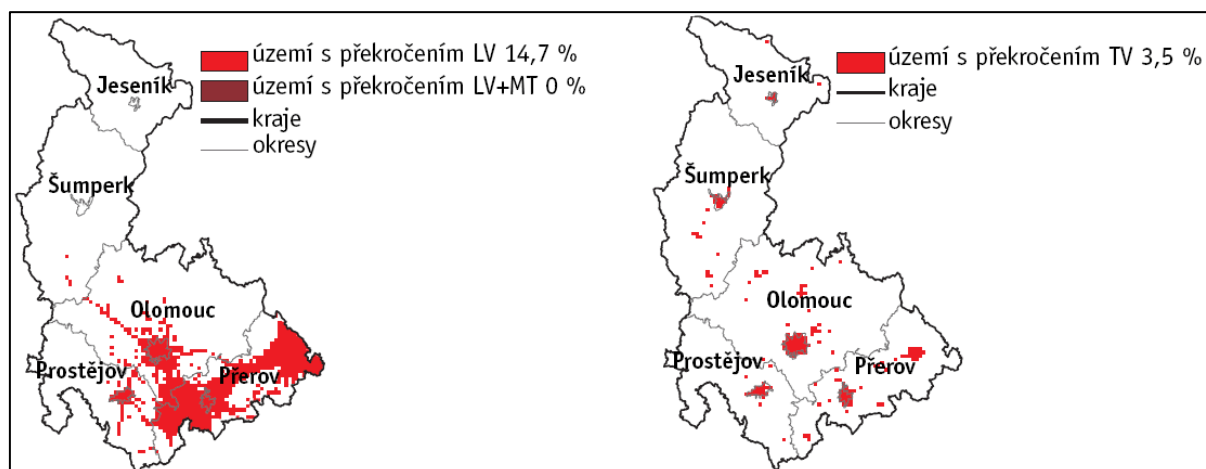 území s překročením LV 14,7 %
území s překročením LV+MT 0 %
kraje
okresy
Jeseník
Šumperk
Olomouc
Prostějov
Přerov
území s překročením TV 3,5 %
kraje
okresy
Jeseník
Šumperk
Olomouc
Prostějov
Přerov